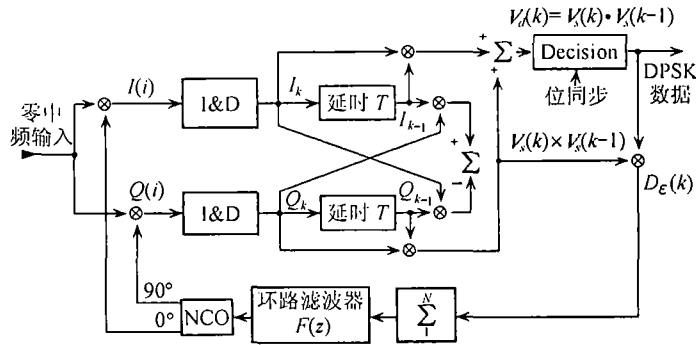 V_d(k)=V_s(k)·V_s(k-1)
+
Σ
Decision
+
DPSK
数据
位同步
零中
频输入
I(i)
I&D
I_k
延时 T
I_{k-1}
+
Σ
−
V_s(k)×V_s(k-1)
D_ε(k)
Q(i)
I&D
Q_k
延时 T
Q_{k-1}
90°
0°
NCO
环路滤波器
F(z)
N
Σ
1